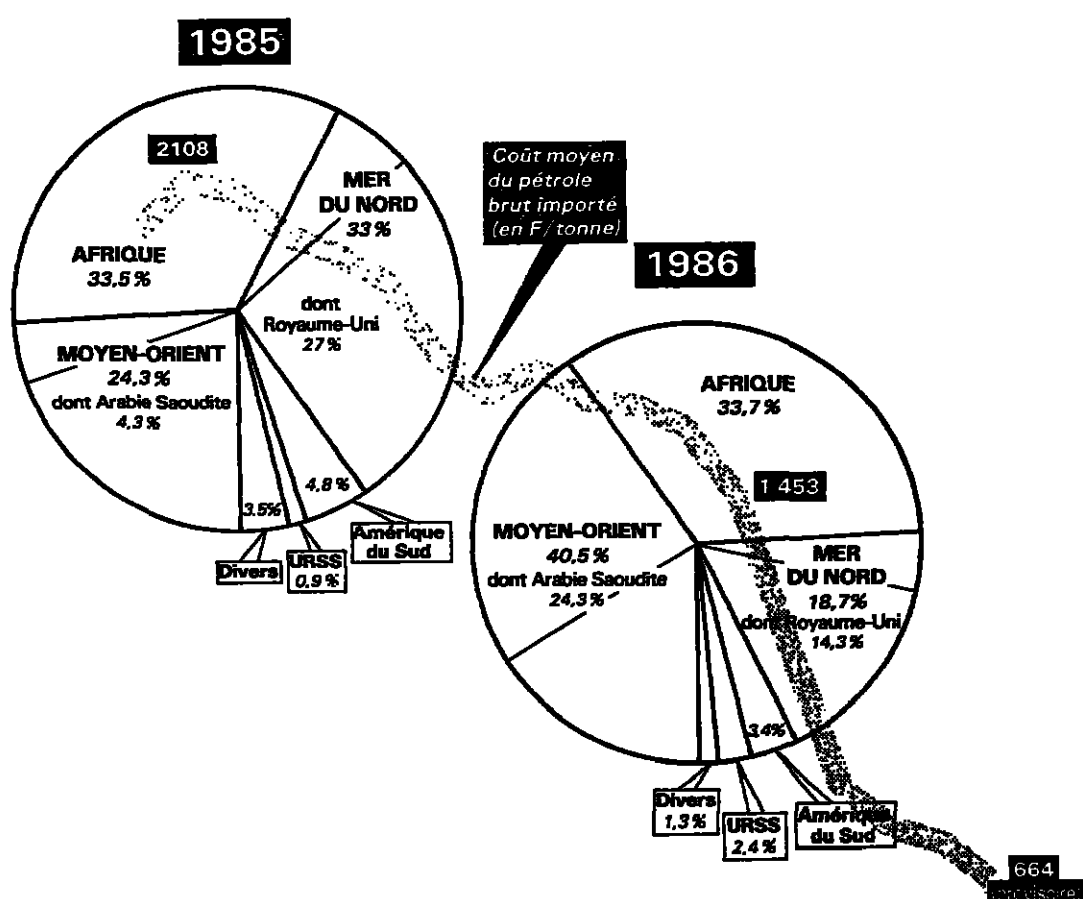 1985
2108
MER
DU NORD
33 %
AFRIQUE
33,5 %
dont
Royaume-Uni
27 %
MOYEN-ORIENT
24,3 %
dont Arabie Saoudite
4,3 %
3.5%
4,8 %
Divers
URSS
0,9 %
Amérique
du Sud
Coût moyen
du pétrole
brut importé
(en F/tonne)
1986
AFRIQUE
33,7 %
1 453
MOYEN-ORIENT
40,5 %
dont Arabie Saoudite
24,3 %
MER
DU NORD
18,7%
dont Royaume-Uni
14,3%
3,4%
Divers
1,3 %
URSS
2,4 %
Amérique
du Sud
664
(provisoire)